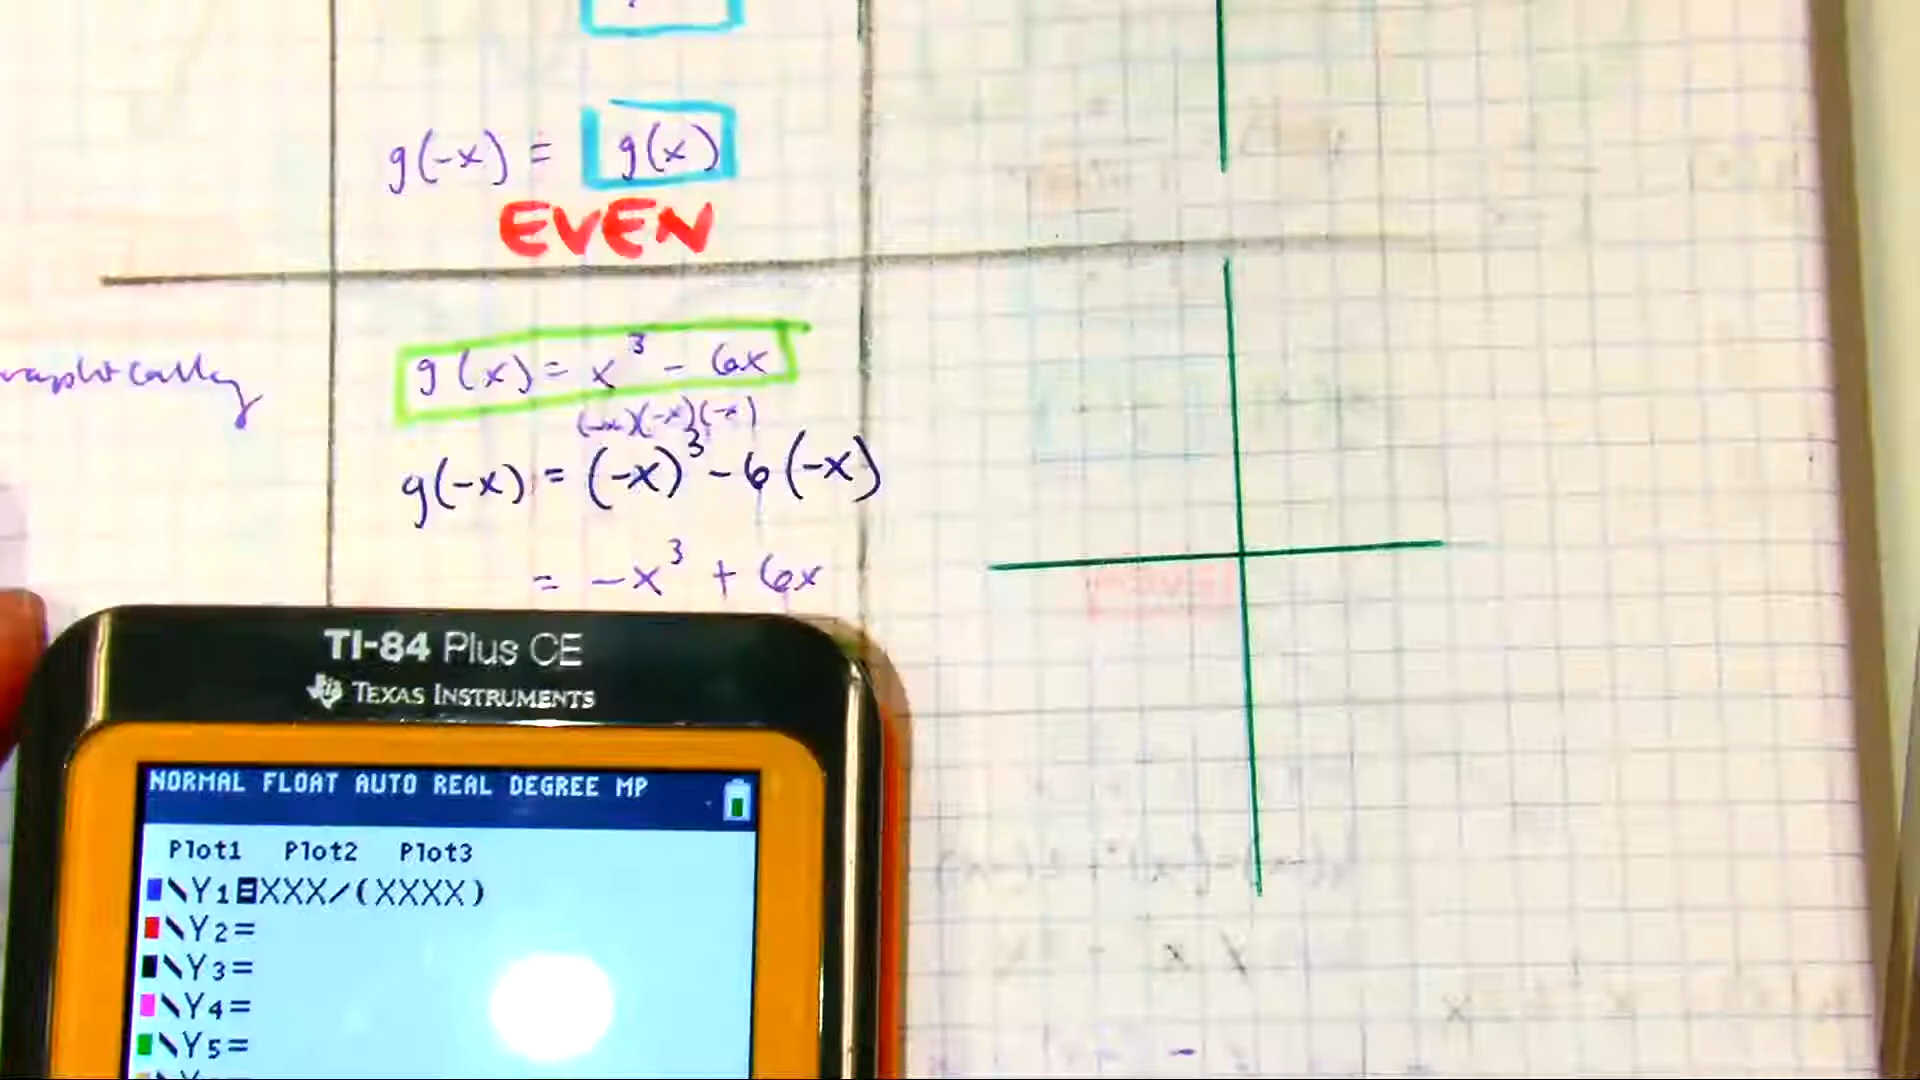 g(-x) = g(x)
EVEN
g(x) = x³ - 6x
(-x)(-x)(-x)
g(-x) = (-x)³ - 6(-x)
= -x³ + 6x
TI-84 Plus CE
TEXAS INSTRUMENTS
NORMAL FLOAT AUTO REAL DEGREE MP
Plot1 Plot2 Plot3
\Y1=XXX/(XXXX)
\Y2=
\Y3=
\Y4=
\Y5=